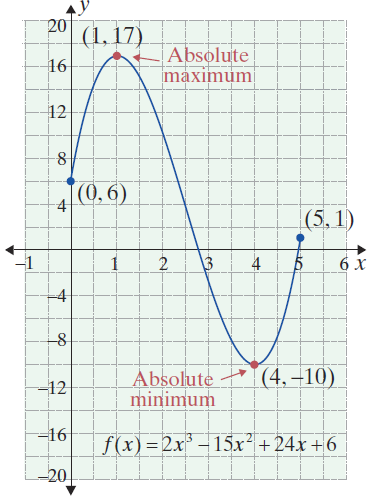 y
20
(1, 17)
Absolute
maximum
16
12
8
(0, 6)
4
(5, 1)
–1 1 2 3 4 5 6 x
–4
–8
Absolute
minimum
(4, –10)
–12
–16
f(x) = 2x³ – 15x² + 24x + 6
–20